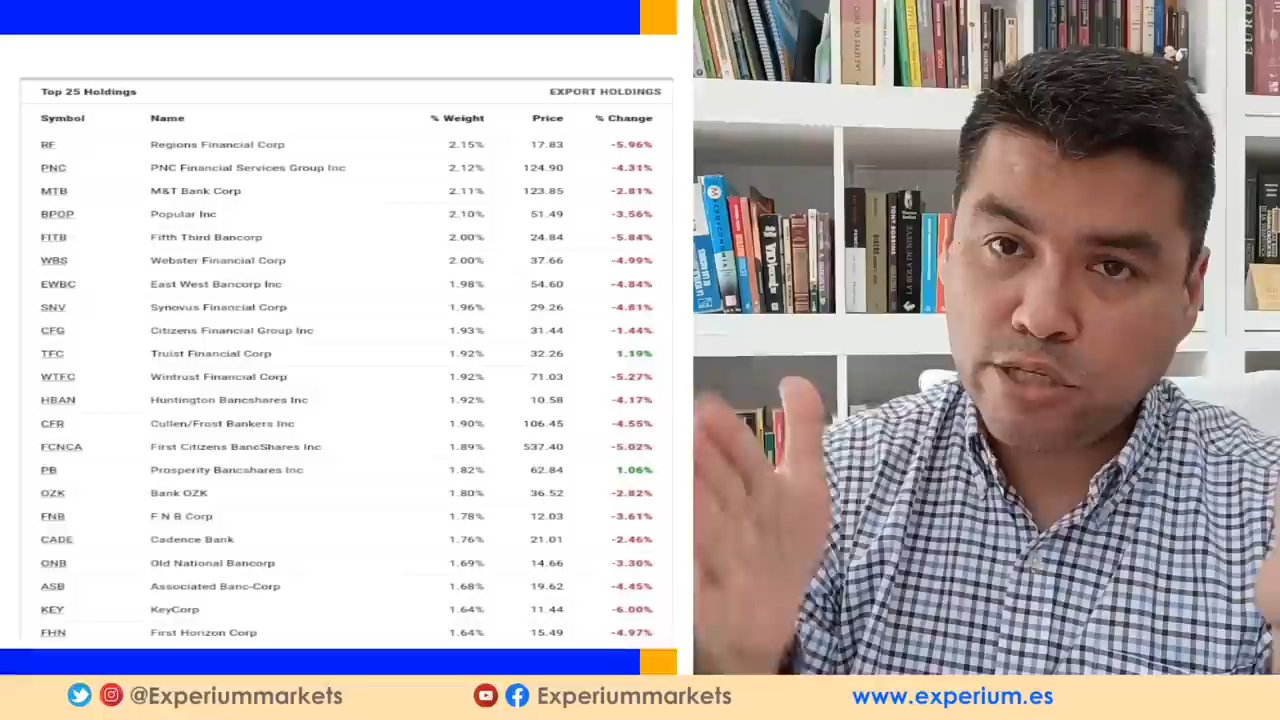 Top 25 Holdings EXPORT HOLDINGS
Symbol Name % Weight Price % Change
RF Regions Financial Corp 2.15% 17.83 -5.96%
PNC PNC Financial Services Group Inc 2.12% 124.90 -4.31%
MTB M&T Bank Corp 2.11% 123.85 -2.81%
BPOP Popular Inc 2.10% 51.49 -3.56%
FITB Fifth Third Bancorp 2.00% 24.84 -5.84%
WBS Webster Financial Corp 2.00% 37.66 -4.99%
EWBC East West Bancorp Inc 1.98% 54.60 -4.84%
SNV Synovus Financial Corp 1.96% 29.26 -4.81%
CFG Citizens Financial Group Inc 1.93% 31.44 -1.44%
TFC Truist Financial Corp 1.92% 32.26 1.19%
WTFC Wintrust Financial Corp 1.92% 71.03 -5.27%
HBAN Huntington Bancshares Inc 1.92% 10.58 -4.17%
CFR Cullen/Frost Bankers Inc 1.90% 106.45 -4.55%
FCNCA First Citizens BancShares Inc 1.89% 537.40 -5.02%
PB Prosperity Bancshares Inc 1.82% 62.84 1.06%
OZK Bank OZK 1.80% 36.52 -2.82%
FNB F N B Corp 1.78% 12.03 -3.61%
CADE Cadence Bank 1.76% 21.01 -2.46%
ONB Old National Bancorp 1.69% 14.66 -3.30%
ASB Associated Banc-Corp 1.68% 19.62 -4.45%
KEY KeyCorp 1.64% 11.44 -6.00%
FHN First Horizon Corp 1.64% 15.49 -4.97%
LAS LEYES DEL ÉXITO
LA BOLA DE NIEVE
TONY ROBBINS
@Experiummarkets Experiummarkets www.experium.es